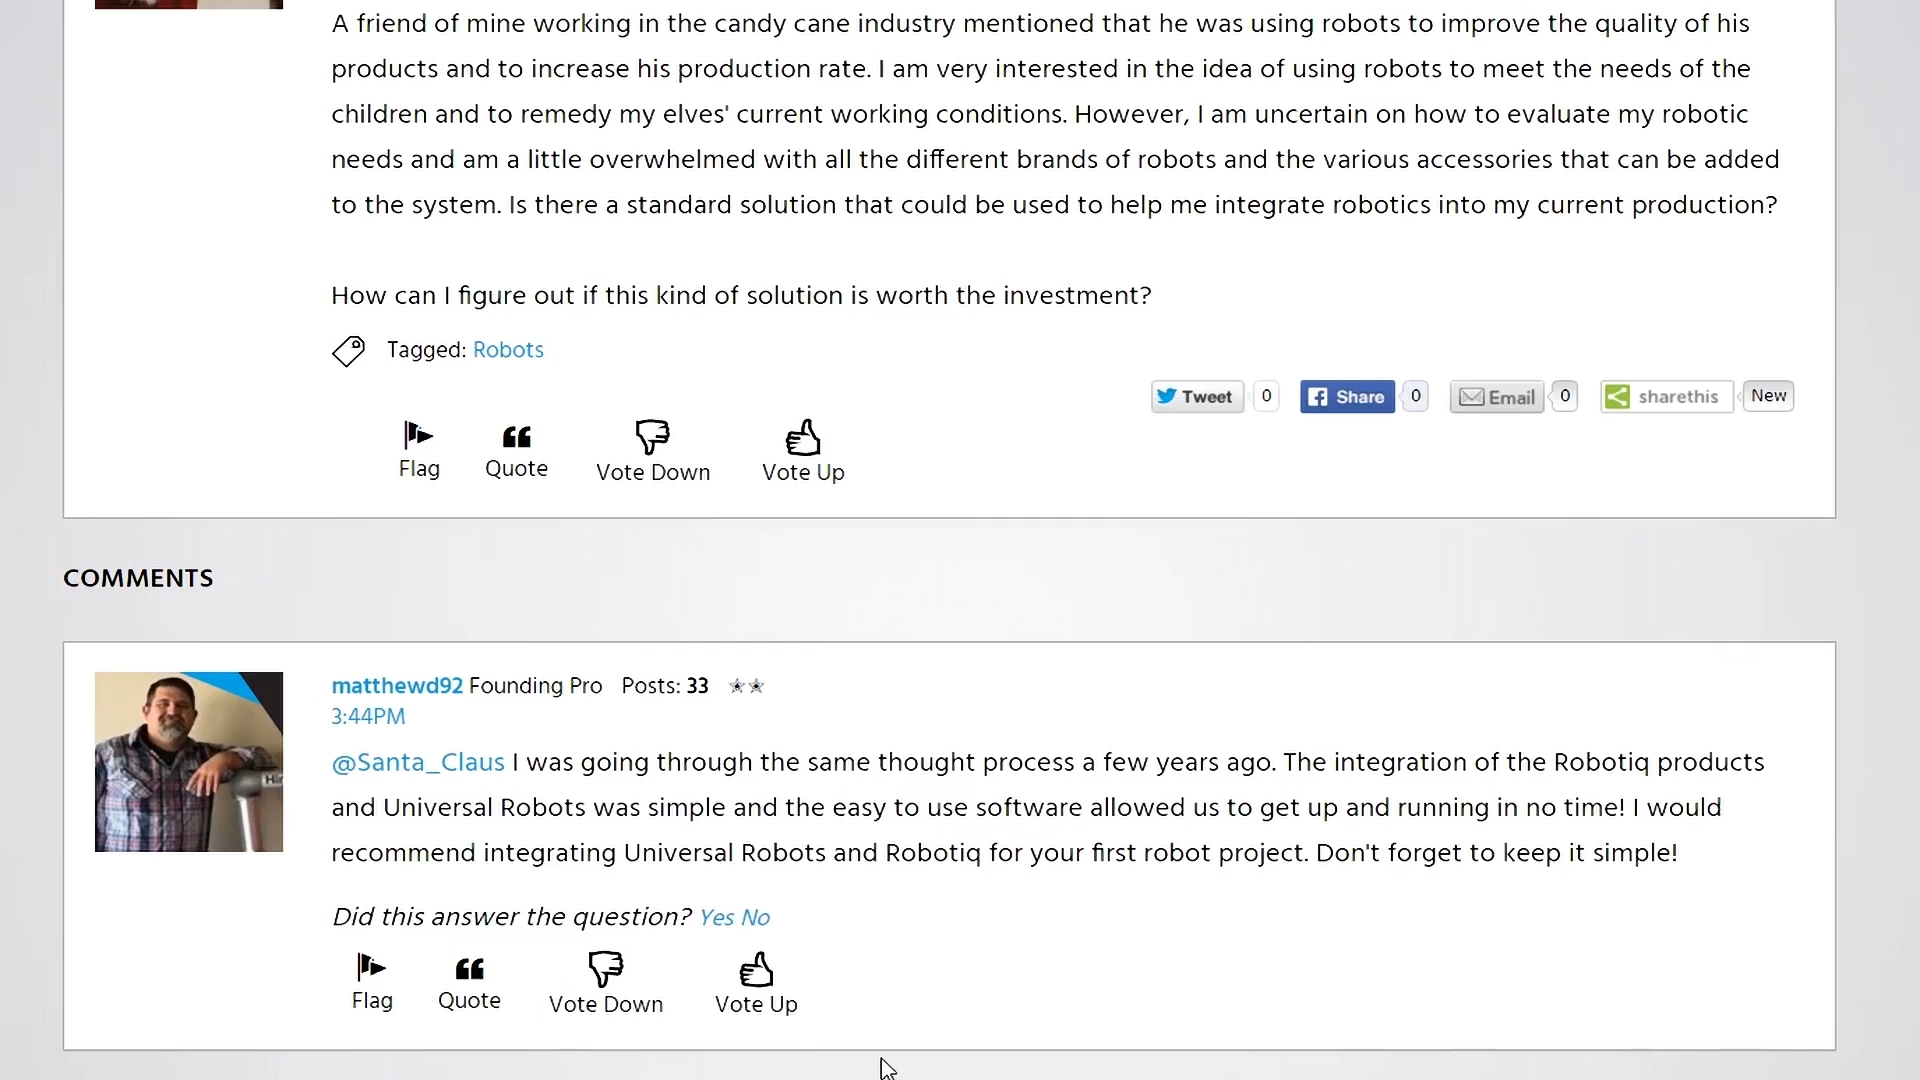 A friend of mine working in the candy cane industry mentioned that he was using robots to improve the quality of his
products and to increase his production rate. I am very interested in the idea of using robots to meet the needs of the
children and to remedy my elves' current working conditions. However, I am uncertain on how to evaluate my robotic
needs and am a little overwhelmed with all the different brands of robots and the various accessories that can be added
to the system. Is there a standard solution that could be used to help me integrate robotics into my current production?
How can I figure out if this kind of solution is worth the investment?
Tagged: Robots
Tweet 0 Share 0 Email 0 sharethis New
Flag Quote Vote Down Vote Up
COMMENTS
matthewd92 Founding Pro Posts: 33
3:44PM
@Santa_Claus I was going through the same thought process a few years ago. The integration of the Robotiq products
and Universal Robots was simple and the easy to use software allowed us to get up and running in no time! I would
recommend integrating Universal Robots and Robotiq for your first robot project. Don't forget to keep it simple!
Did this answer the question? Yes No
Flag Quote Vote Down Vote Up